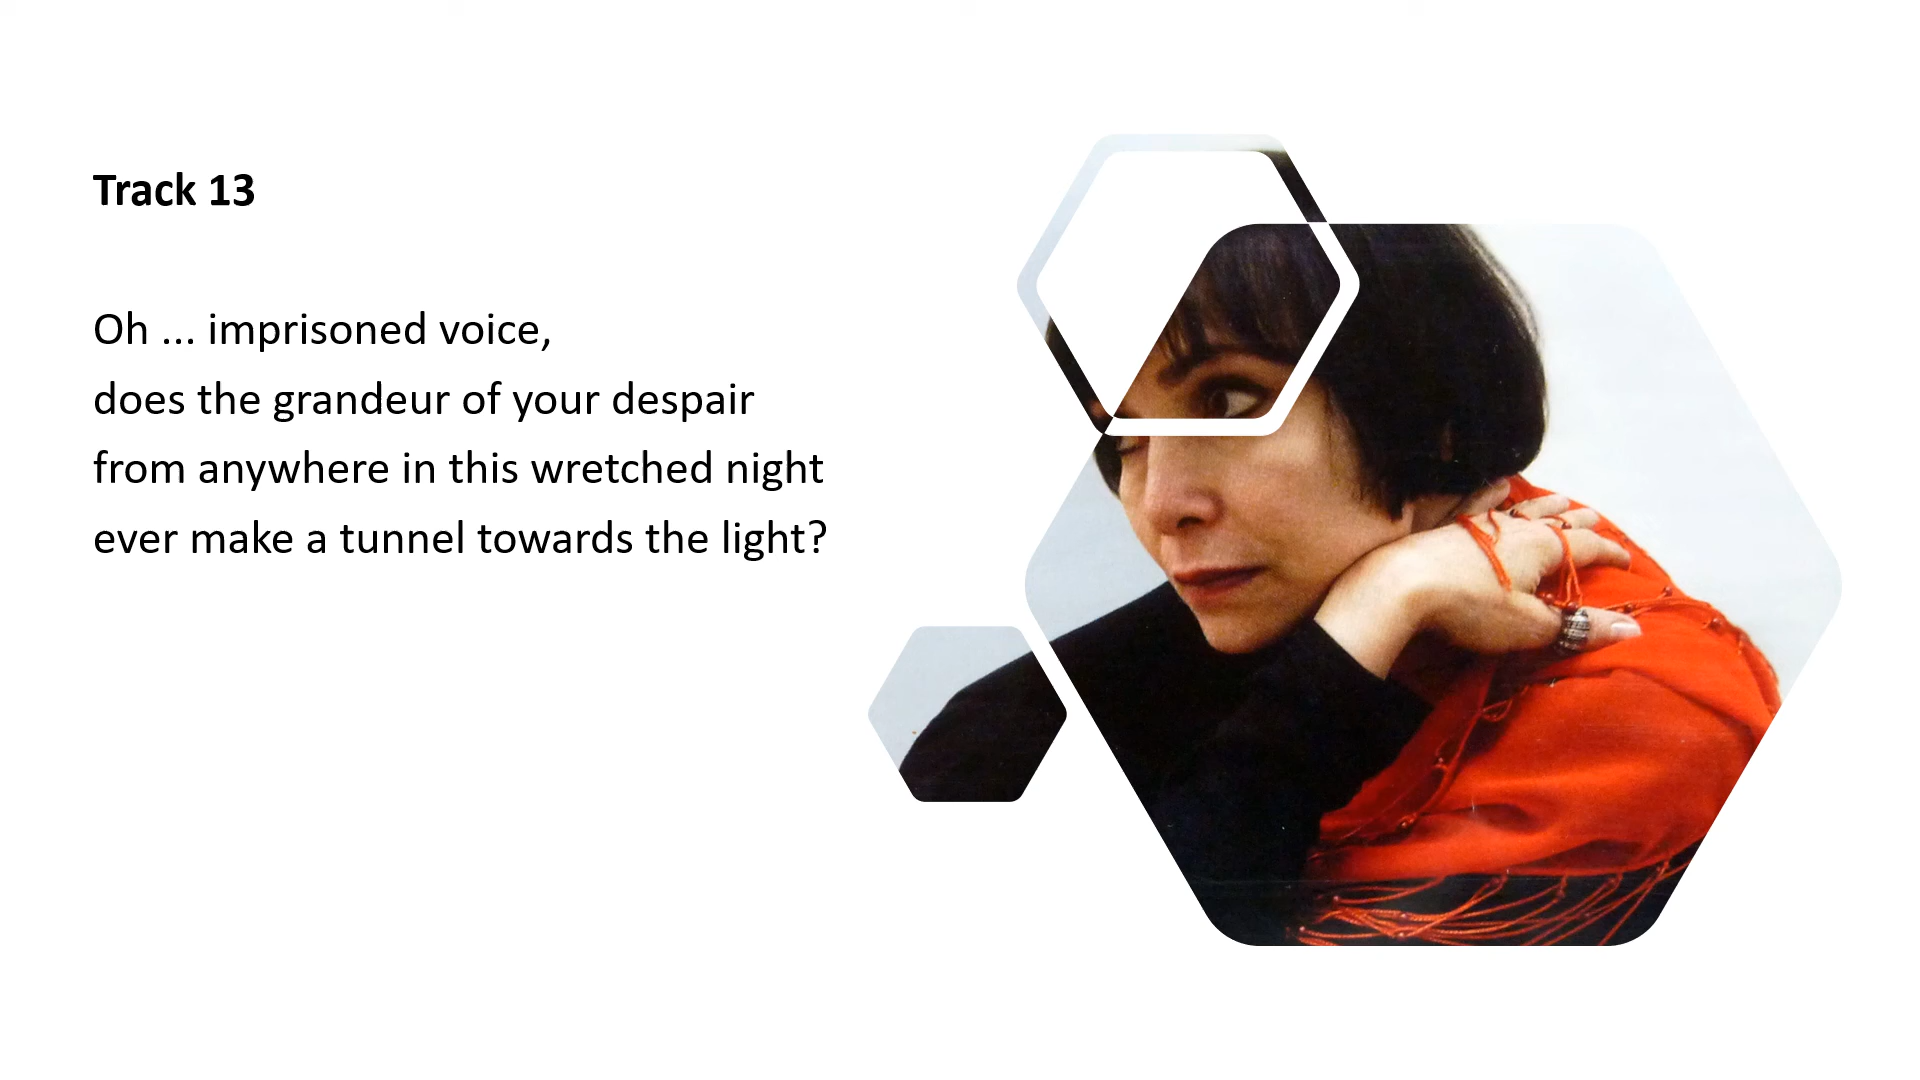 Track 13
Oh ... imprisoned voice,
does the grandeur of your despair
from anywhere in this wretched night
ever make a tunnel towards the light?